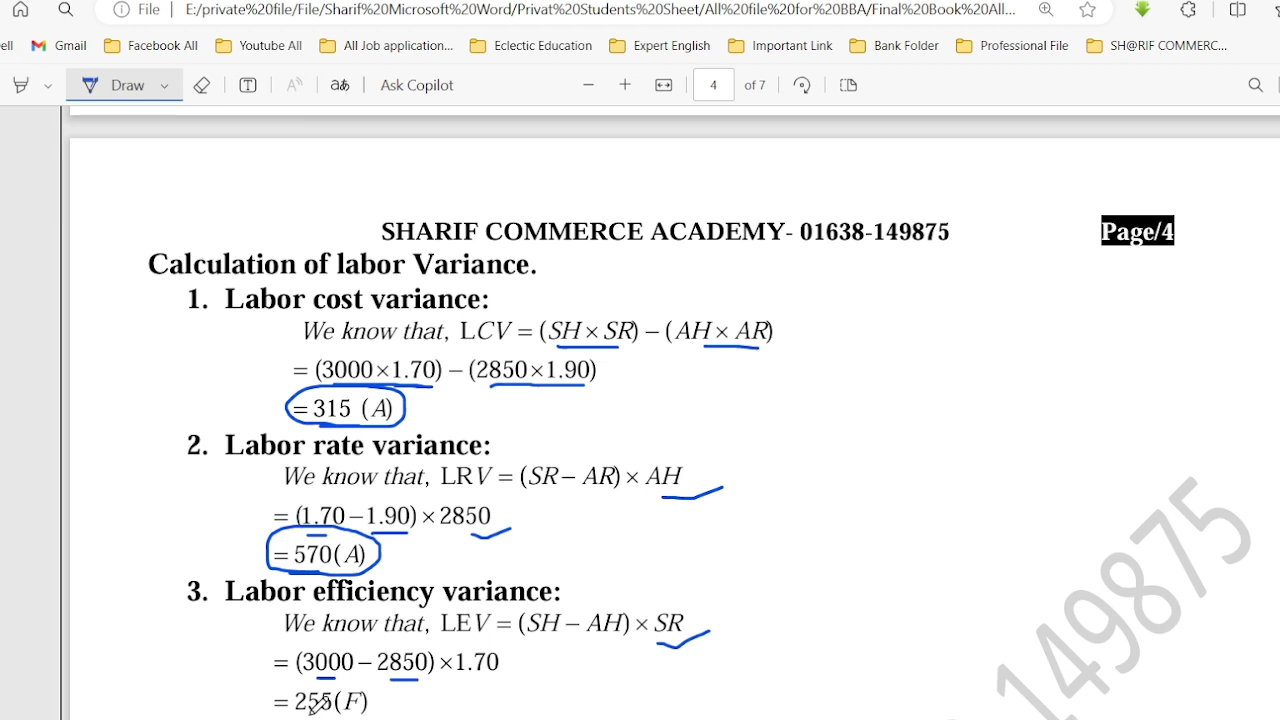 File E:/private%20file/File/Sharif%20Microsoft%20Word/Privat%20Students%20Sheet/All%20file%20for%20BBA/Final%20Book%20All...
ell Gmail Facebook All Youtube All All Job application... Eclectic Education Expert English Important Link Bank Folder Professional File SH@RIF COMMERC...
Draw Ask Copilot 4 of 7
SHARIF COMMERCE ACADEMY- 01638-149875 Page/4
Calculation of labor Variance.
1. Labor cost variance:
We know that, LCV = (SH × SR) – (AH × AR)
= (3000 × 1.70) – (2850 × 1.90)
= 315 (A)
2. Labor rate variance:
We know that, LRV = (SR – AR) × AH
= (1.70 – 1.90) × 2850
= 570 (A)
3. Labor efficiency variance:
We know that, LEV = (SH – AH) × SR
= (3000 – 2850) × 1.70
= 255 (F)
149875